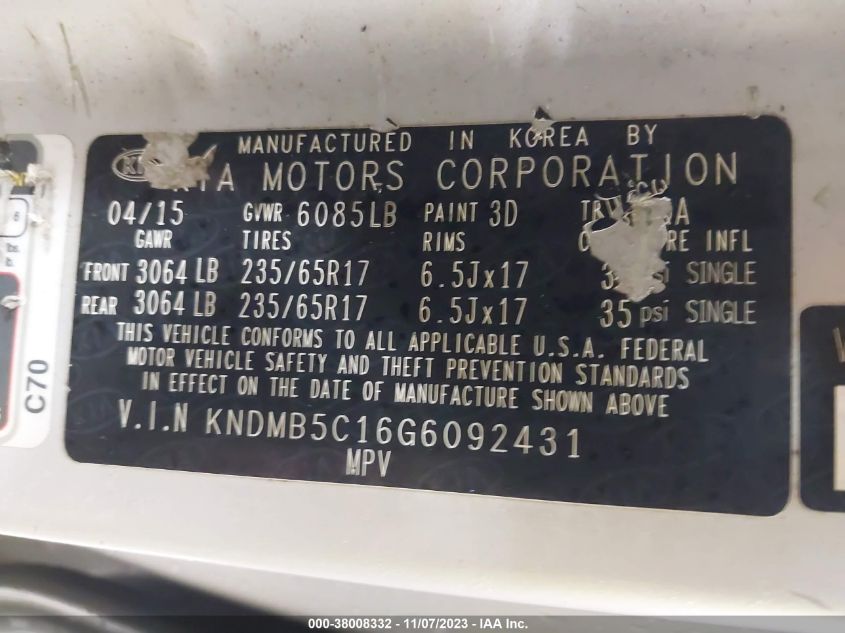 MANUFACTURED IN KOREA BY
KIA MOTORS CORPORATION
04/15 GVWR 6085LB PAINT 3D
GAWR TIRES RIMS INFL
FRONT 3064 LB 235/65R17 6.5Jx17 SINGLE
REAR 3064 LB 235/65R17 6.5Jx17 35 psi SINGLE
THIS VEHICLE CONFORMS TO ALL APPLICABLE U.S.A. FEDERAL
MOTOR VEHICLE SAFETY AND THEFT PREVENTION STANDARDS
IN EFFECT ON THE DATE OF MANUFACTURE SHOWN ABOVE
V.I.N KNDMB5C16G6092431
MPV
C70
000-38008332 - 11/07/2023 - IAA Inc.